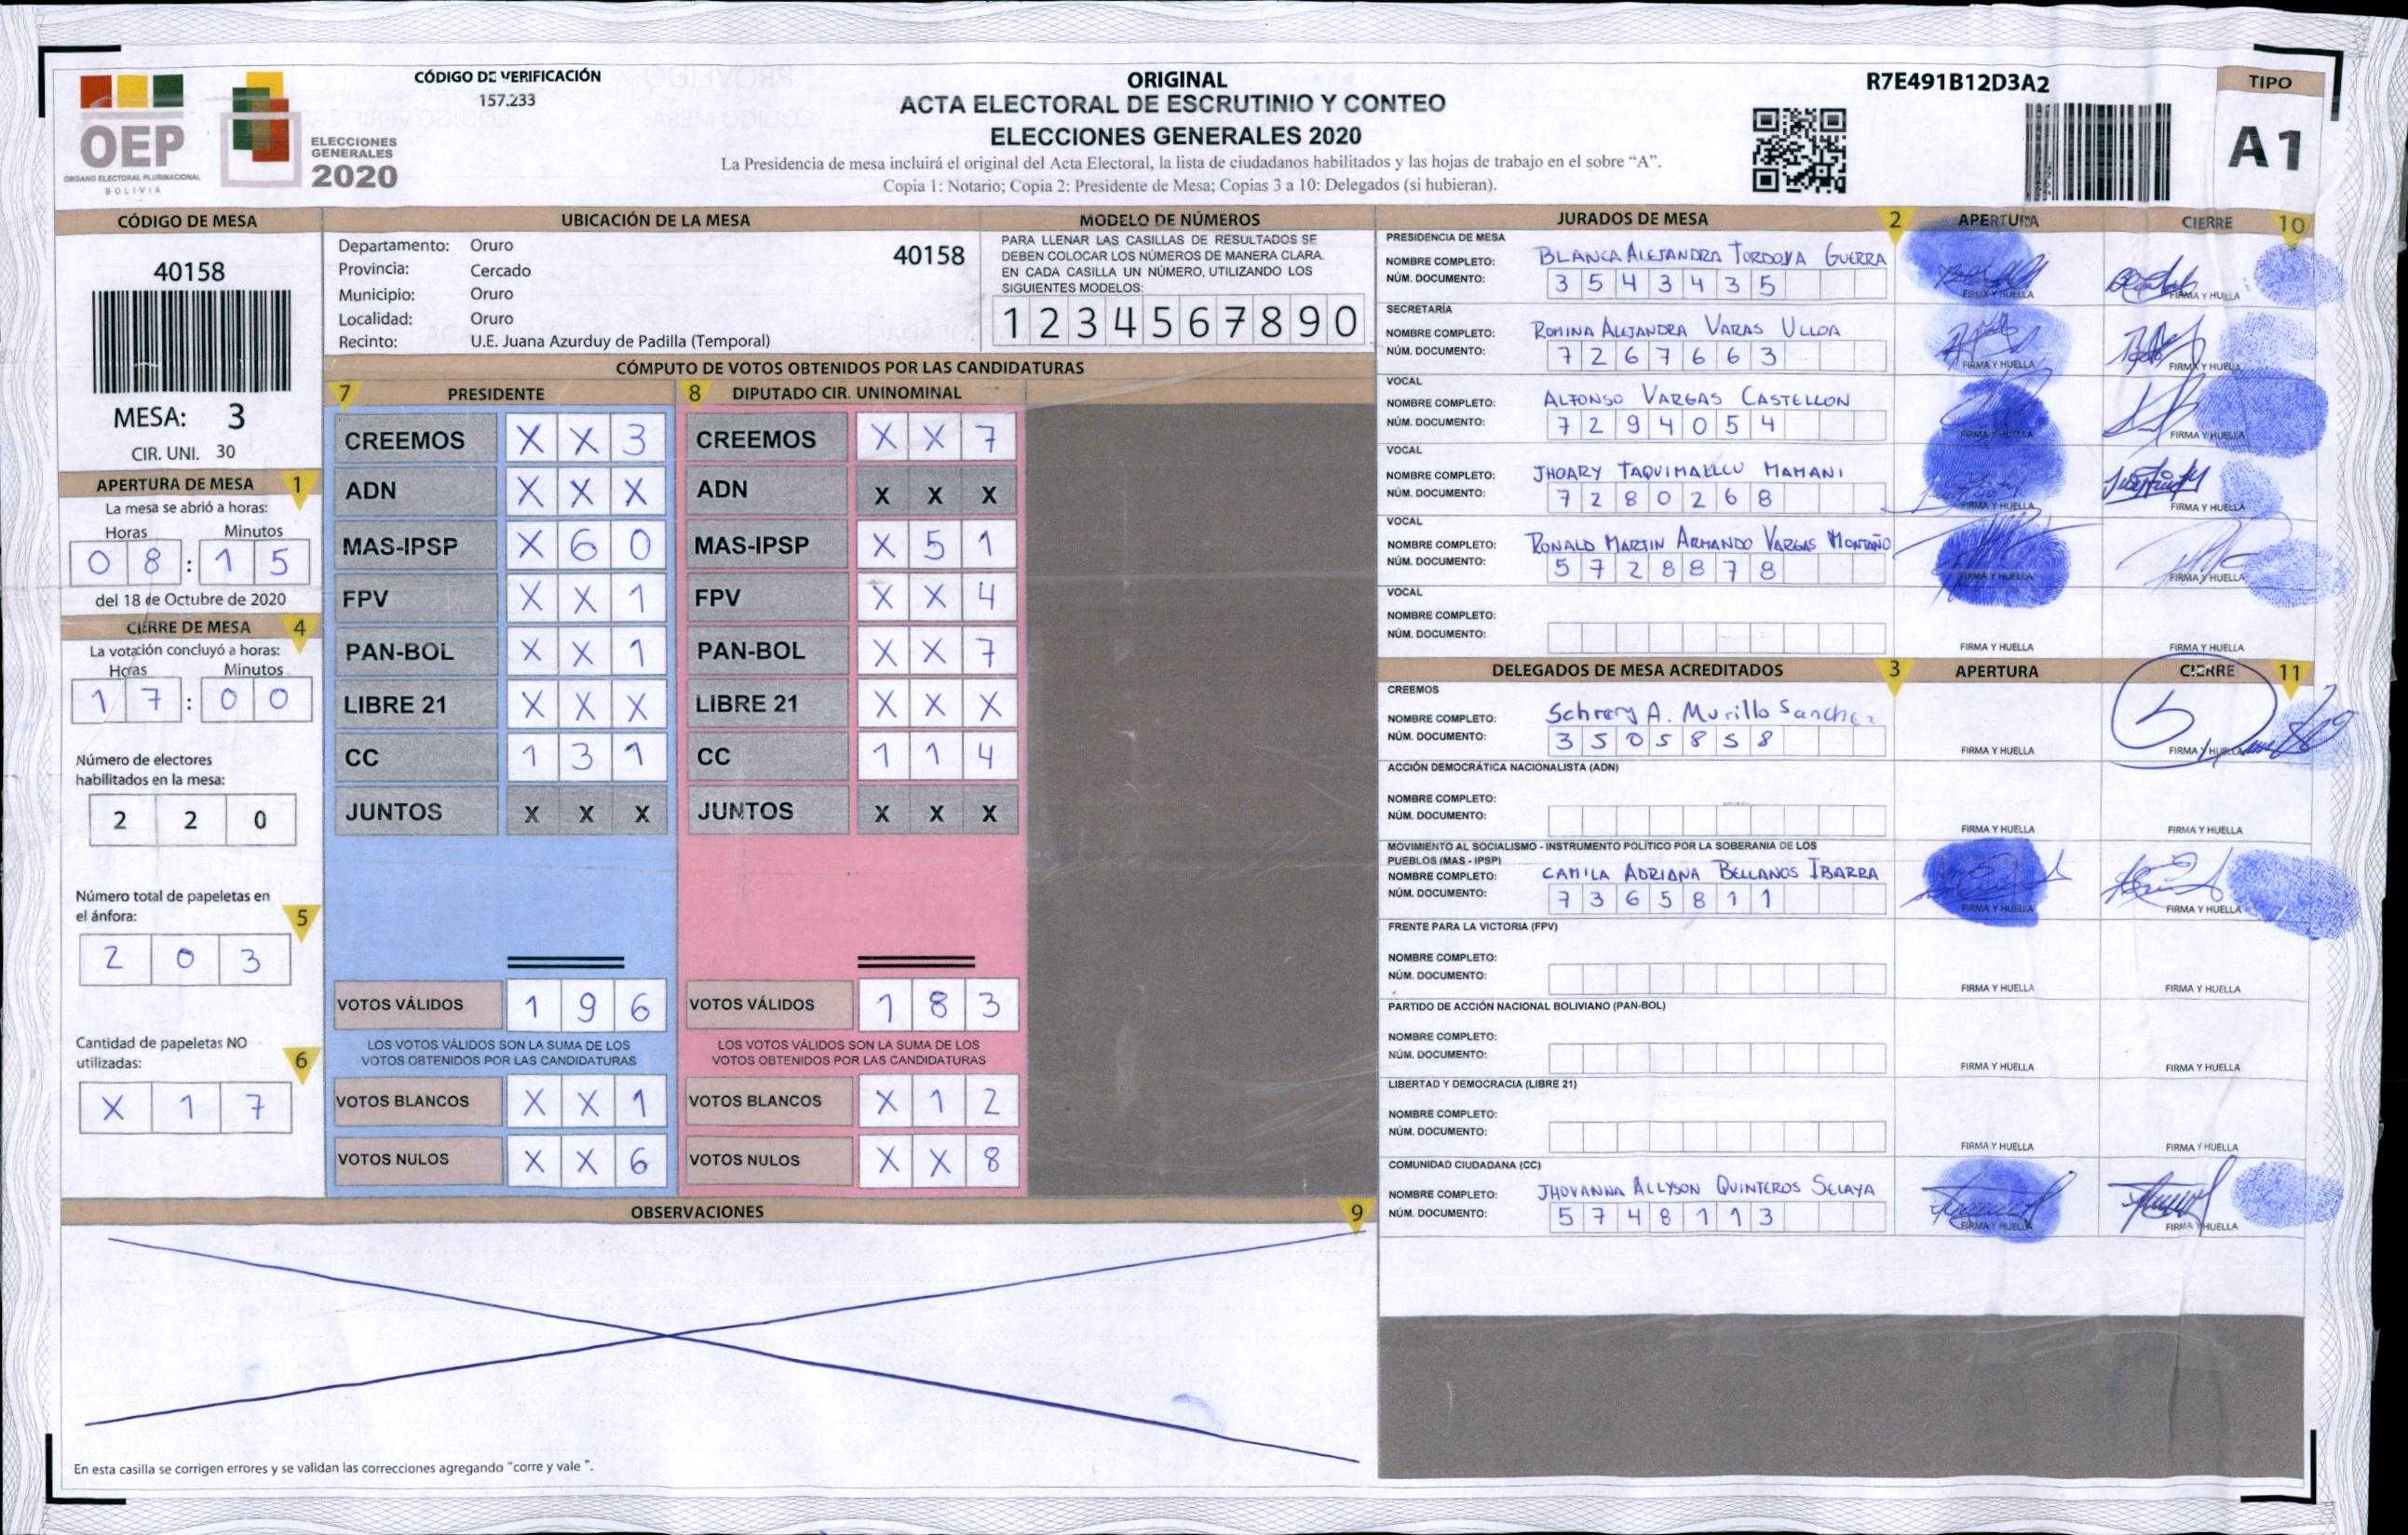 OEP
ÓRGANO ELECTORAL PLURINACIONAL
BOLIVIA
ELECCIONES
GENERALES
2020
CÓDIGO DE VERIFICACIÓN
157.233
ORIGINAL
ACTA ELECTORAL DE ESCRUTINIO Y CONTEO
ELECCIONES GENERALES 2020
La Presidencia de mesa incluirá el original del Acta Electoral, la lista de ciudadanos habilitados y las hojas de trabajo en el sobre “A”.
Copia 1: Notario; Copia 2: Presidente de Mesa; Copias 3 a 10: Delegados (si hubieran).
R7E491B12D3A2
TIPO
A1
CÓDIGO DE MESA
40158
MESA: 3
CIR. UNI. 30
APERTURA DE MESA 1
La mesa se abrió a horas:
Horas Minutos
0 8 : 1 5
del 18 de Octubre de 2020
CIERRE DE MESA 4
La votación concluyó a horas:
Horas Minutos
1 7 : 0 0
Número de electores
habilitados en la mesa:
2 2 0
Número total de papeletas en
el ánfora: 5
2 0 3
Cantidad de papeletas NO
utilizadas: 6
X 1 7
UBICACIÓN DE LA MESA
Departamento: Oruro 40158
Provincia: Cercado
Municipio: Oruro
Localidad: Oruro
Recinto: U.E. Juana Azurduy de Padilla (Temporal)
MODELO DE NÚMEROS
PARA LLENAR LAS CASILLAS DE RESULTADOS SE
DEBEN COLOCAR LOS NÚMEROS DE MANERA CLARA.
EN CADA CASILLA UN NÚMERO, UTILIZANDO LOS
SIGUIENTES MODELOS:
1 2 3 4 5 6 7 8 9 0
CÓMPUTO DE VOTOS OBTENIDOS POR LAS CANDIDATURAS
7 PRESIDENTE 8 DIPUTADO CIR. UNINOMINAL
CREEMOS X X 3 CREEMOS X X 7
ADN X X X ADN X X X
MAS-IPSP X 6 0 MAS-IPSP X 5 1
FPV X X 1 FPV X X 4
PAN-BOL X X 1 PAN-BOL X X 7
LIBRE 21 X X X LIBRE 21 X X X
CC 1 3 1 CC 1 1 4
JUNTOS X X X JUNTOS X X X
VOTOS VÁLIDOS 1 9 6 VOTOS VÁLIDOS 1 8 3
LOS VOTOS VÁLIDOS SON LA SUMA DE LOS LOS VOTOS VÁLIDOS SON LA SUMA DE LOS
VOTOS OBTENIDOS POR LAS CANDIDATURAS VOTOS OBTENIDOS POR LAS CANDIDATURAS
VOTOS BLANCOS X X 1 VOTOS BLANCOS X 1 2
VOTOS NULOS X X 6 VOTOS NULOS X X 8
OBSERVACIONES 9
En esta casilla se corrigen errores y se validan las correcciones agregando “corre y vale ”.
JURADOS DE MESA 2 APERTURA CIERRE 10
PRESIDENCIA DE MESA
NOMBRE COMPLETO: BLANCA ALEJANDRA TORDOYA GUERRA
NÚM. DOCUMENTO: 3 5 4 3 4 3 5 FIRMA Y HUELLA FIRMA Y HUELLA
SECRETARÍA
NOMBRE COMPLETO: ROMINA ALEJANDRA VARAS ULLOA
NÚM. DOCUMENTO: 7 2 6 7 6 6 3 FIRMA Y HUELLA FIRMA Y HUELLA
VOCAL
NOMBRE COMPLETO: ALFONSO VARGAS CASTELLON
NÚM. DOCUMENTO: 7 2 9 4 0 5 4 FIRMA Y HUELLA FIRMA Y HUELLA
VOCAL
NOMBRE COMPLETO: JHOARY TAQUIMALLCU MAMANI
NÚM. DOCUMENTO: 7 2 8 0 2 6 8 FIRMA Y HUELLA FIRMA Y HUELLA
VOCAL
NOMBRE COMPLETO: RONALD MARTIN ARMANDO VARGAS MONTAÑO
NÚM. DOCUMENTO: 5 7 2 8 8 7 8 FIRMA Y HUELLA FIRMA Y HUELLA
VOCAL
NOMBRE COMPLETO:
NÚM. DOCUMENTO: FIRMA Y HUELLA FIRMA Y HUELLA
DELEGADOS DE MESA ACREDITADOS 3 APERTURA CIERRE 11
CREEMOS
NOMBRE COMPLETO: A. Murillo Sanchez
NÚM. DOCUMENTO: 3 5 0 5 8 5 8 FIRMA Y HUELLA FIRMA Y HUELLA
ACCIÓN DEMOCRÁTICA NACIONALISTA (ADN)
NOMBRE COMPLETO:
NÚM. DOCUMENTO: FIRMA Y HUELLA FIRMA Y HUELLA
MOVIMIENTO AL SOCIALISMO - INSTRUMENTO POLÍTICO POR LA SOBERANIA DE LOS
PUEBLOS (MAS - IPSP)
NOMBRE COMPLETO: CAMILA ADRIANA BELLANOS IBARRA
NÚM. DOCUMENTO: 7 3 6 5 8 1 1 FIRMA Y HUELLA FIRMA Y HUELLA
FRENTE PARA LA VICTORIA (FPV)
NOMBRE COMPLETO:
NÚM. DOCUMENTO: FIRMA Y HUELLA FIRMA Y HUELLA
PARTIDO DE ACCIÓN NACIONAL BOLIVIANO (PAN-BOL)
NOMBRE COMPLETO:
NÚM. DOCUMENTO: FIRMA Y HUELLA FIRMA Y HUELLA
LIBERTAD Y DEMOCRACIA (LIBRE 21)
NOMBRE COMPLETO:
NÚM. DOCUMENTO: FIRMA Y HUELLA FIRMA Y HUELLA
COMUNIDAD CIUDADANA (CC)
NOMBRE COMPLETO: JHOVANNA ALLYSON QUINTEROS SELAYA
NÚM. DOCUMENTO: 5 7 4 8 1 1 3 FIRMA Y HUELLA FIRMA Y HUELLA